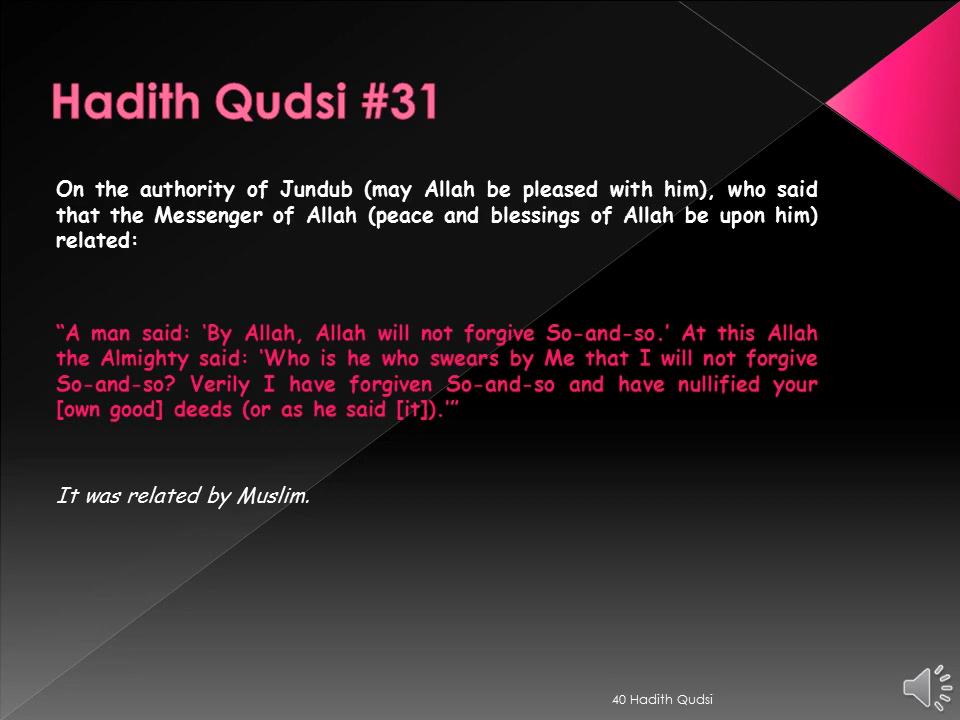 Hadith Qudsi #31
On the authority of Jundub (may Allah be pleased with him), who said
that the Messenger of Allah (peace and blessings of Allah be upon him)
related:
“A man said: ‘By Allah, Allah will not forgive So-and-so.’ At this Allah
the Almighty said: ‘Who is he who swears by Me that I will not forgive
So-and-so? Verily I have forgiven So-and-so and have nullified your
[own good] deeds (or as he said [it]).’”
It was related by Muslim.
40 Hadith Qudsi